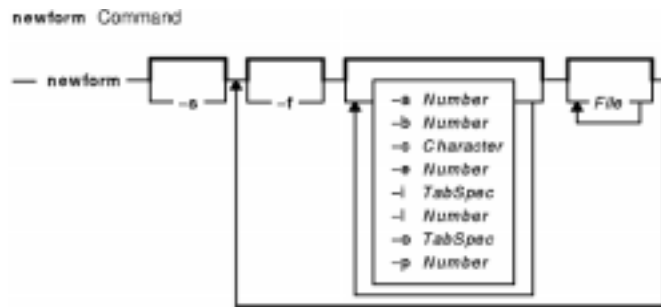 newform Command
newform
-s
-f
-a Number
-b Number
-c Character
-e Number
-i TabSpec
-l Number
-o TabSpec
-p Number
File